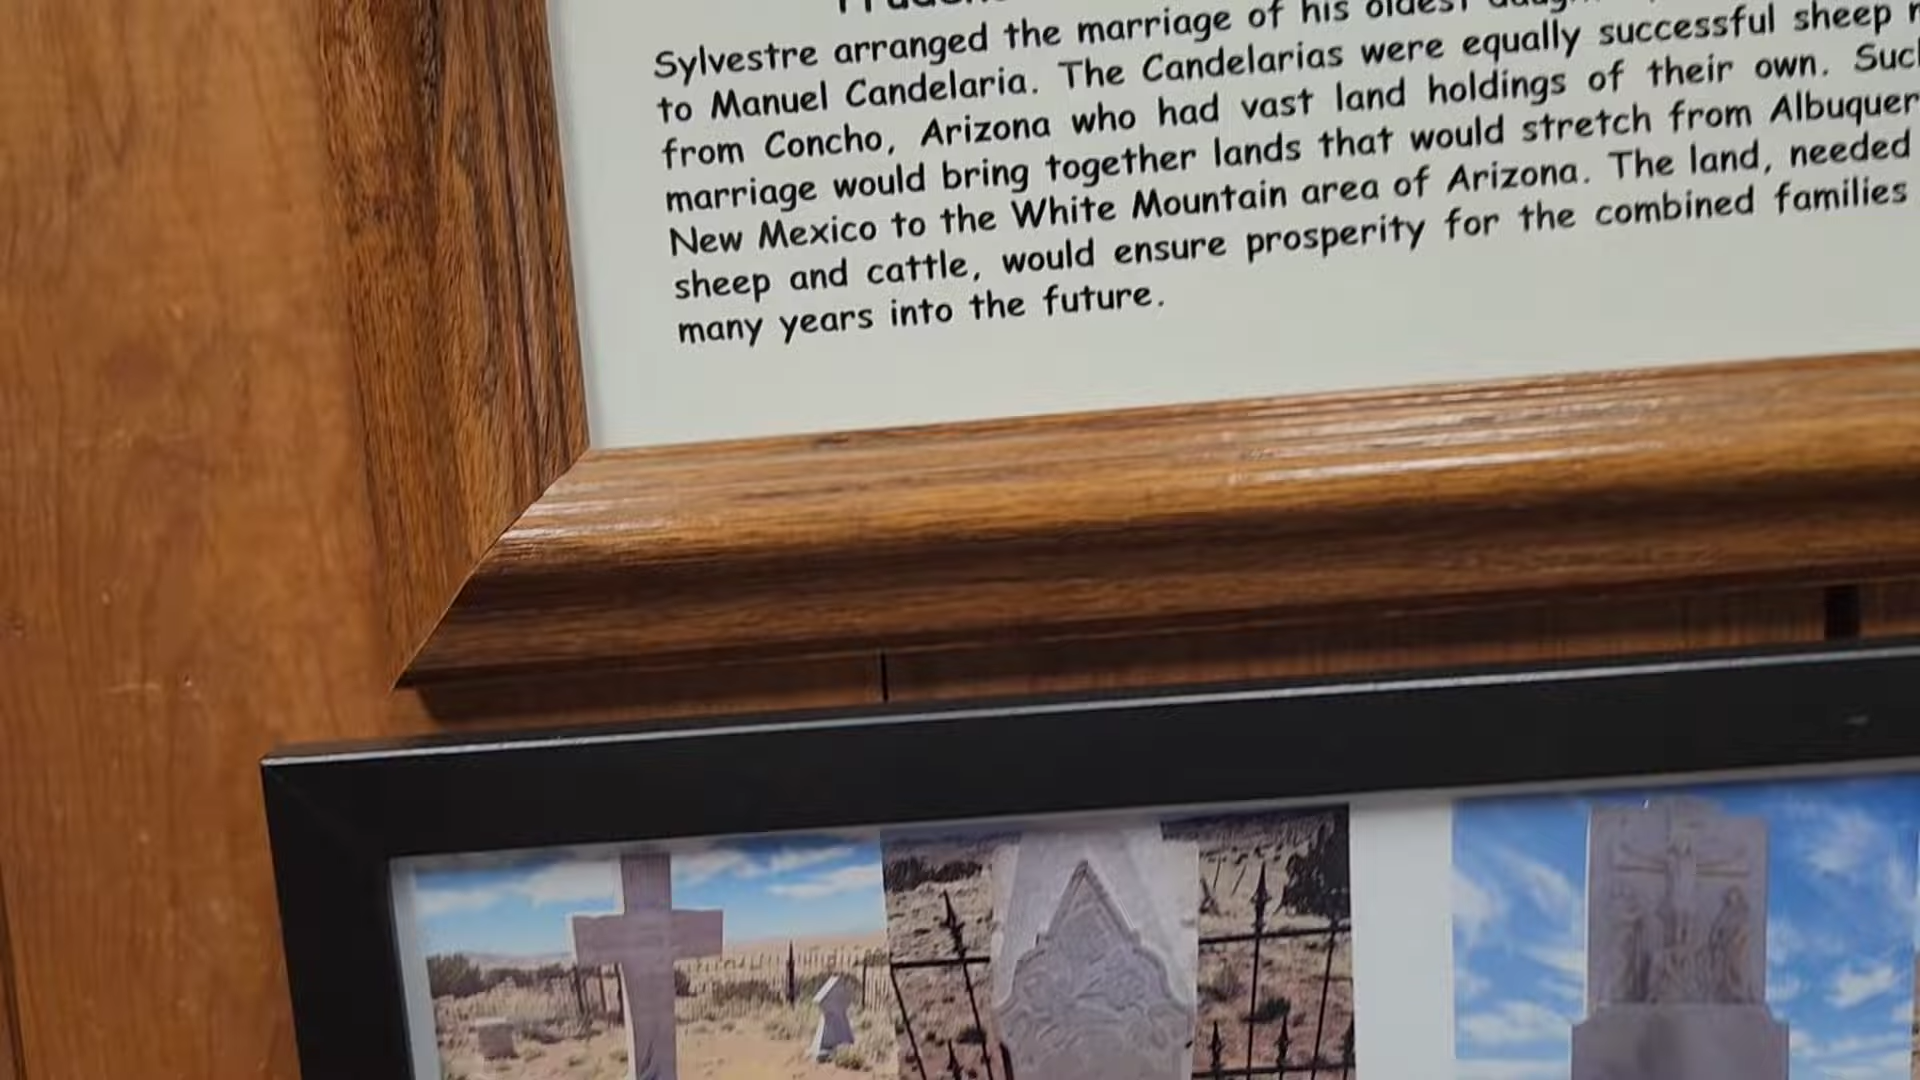 Sylvestre arranged the marriage of his oldest
to Manuel Candelaria. The Candelarias were equally successful sheep
from Concho, Arizona who had vast land holdings of their own.
marriage would bring together lands that would stretch from
New Mexico to the White Mountain area of Arizona. The land, needed
sheep and cattle, would ensure prosperity for the combined families
many years into the future.